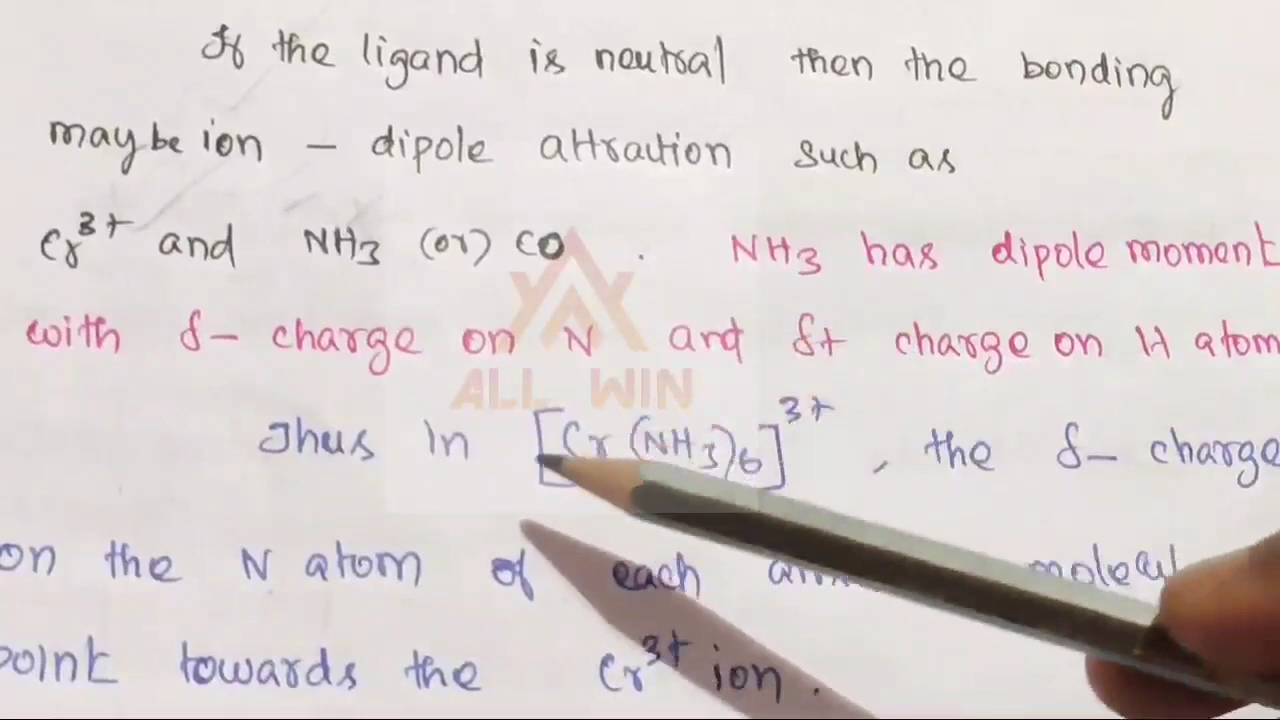 If the ligand is neutral then the bonding
may be ion - dipole attraction such as
Cr³⁺ and NH₃ (or) CO . NH₃ has dipole moment
with δ- charge on N and δ+ charge on H atom
ALL WIN
Thus in [Cr(NH₃)₆]³⁺, the δ- charge
on the N atom of each
point towards the Cr³⁺ ion.